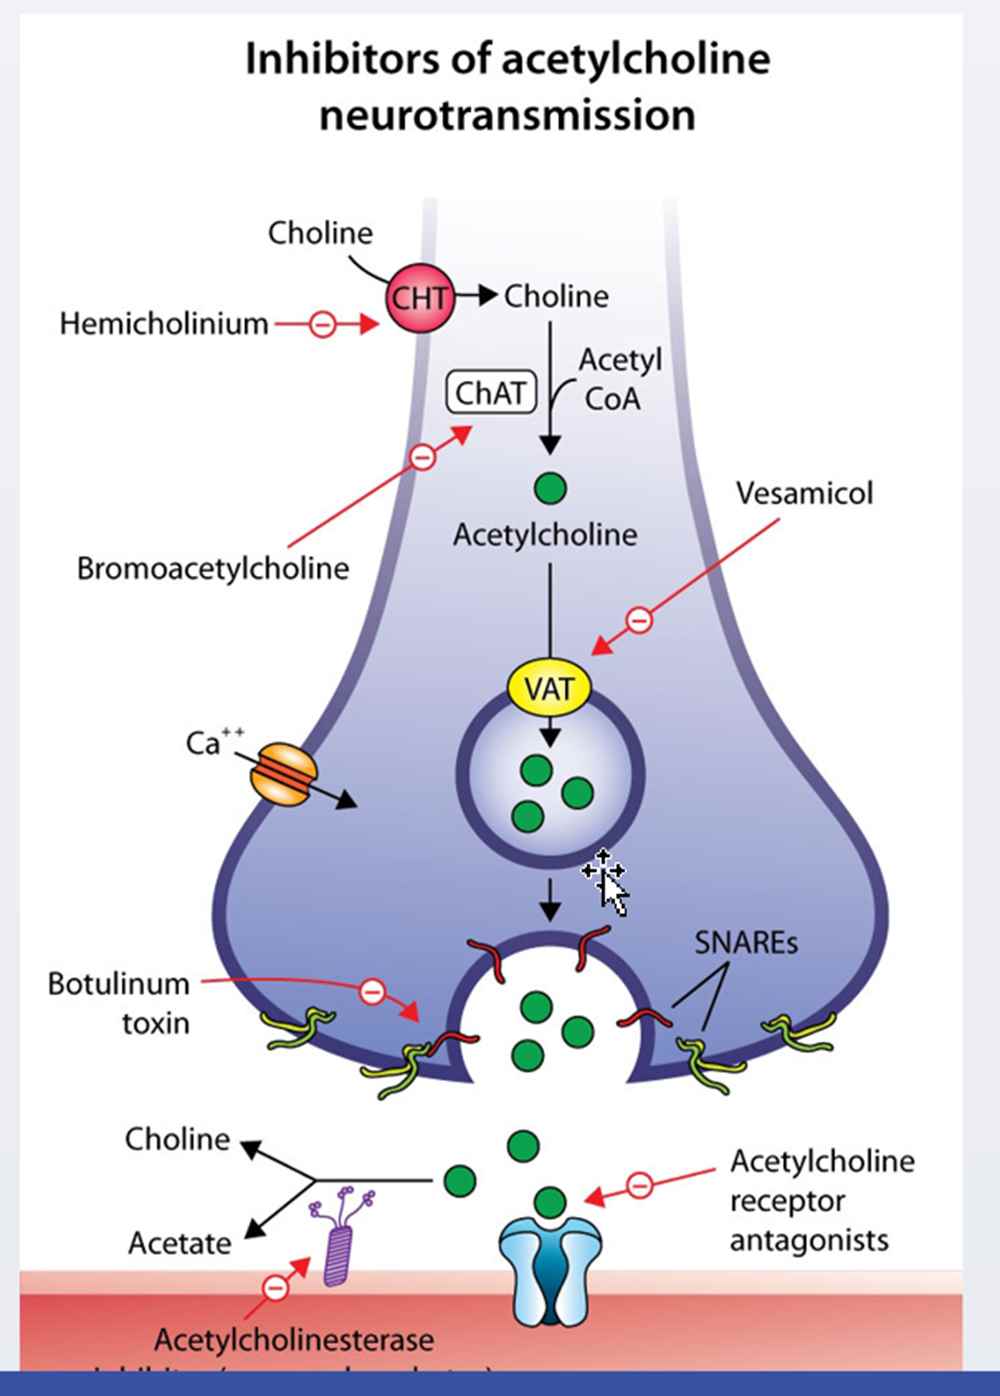 Inhibitors of acetylcholine
neurotransmission
Choline
CHT
Choline
Hemicholinium
Acetyl
CoA
ChAT
Vesamicol
Acetylcholine
Bromoacetylcholine
VAT
Ca⁺⁺
SNAREs
Botulinum
toxin
Choline
Acetylcholine
receptor
antagonists
Acetate
Acetylcholinesterase